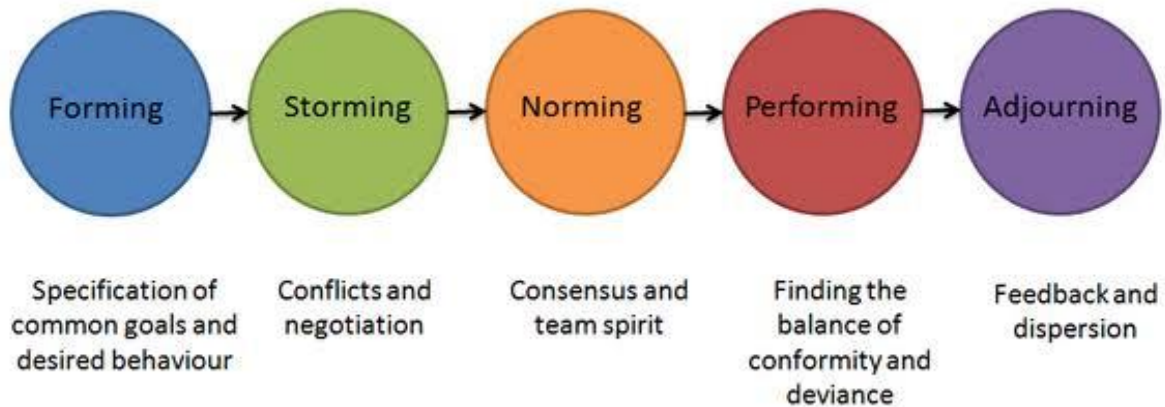 Forming
Storming
Norming
Performing
Adjourning
Specification of
common goals and
desired behaviour
Conflicts and
negotiation
Consensus and
team spirit
Finding the
balance of
conformity and
deviance
Feedback and
dispersion